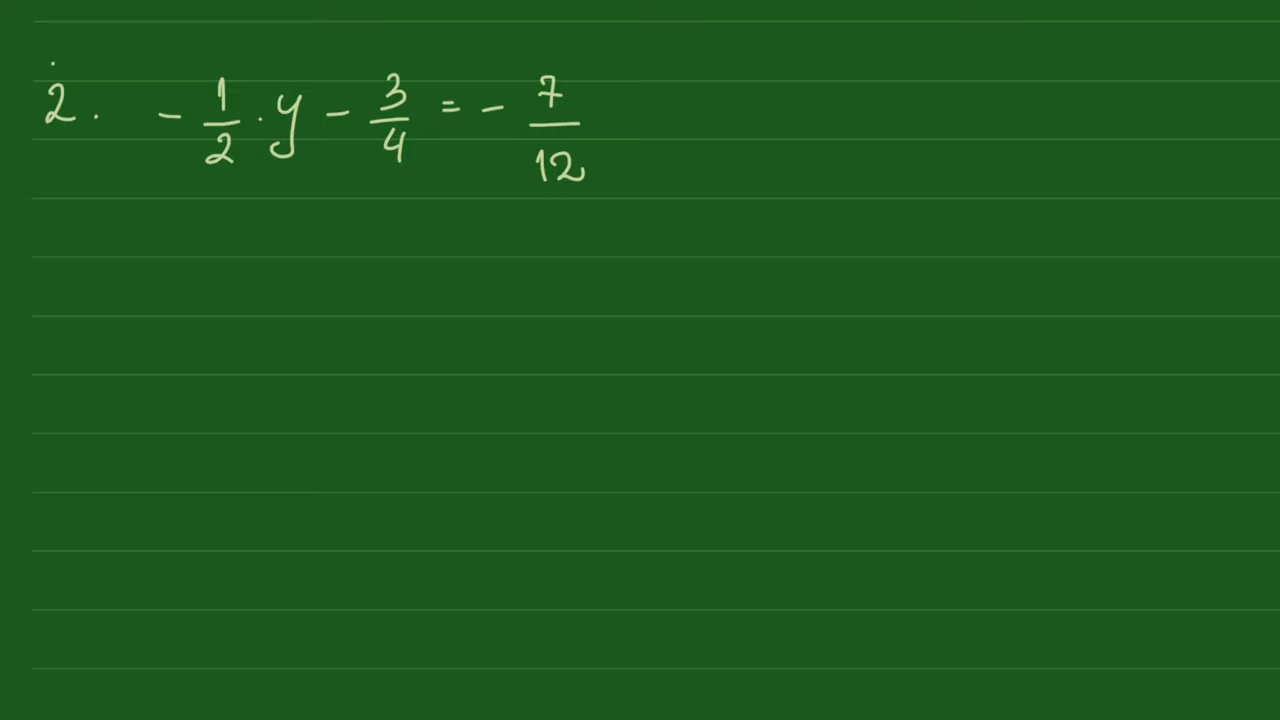 2. - 1/2 . y - 3/4 = - 7/12